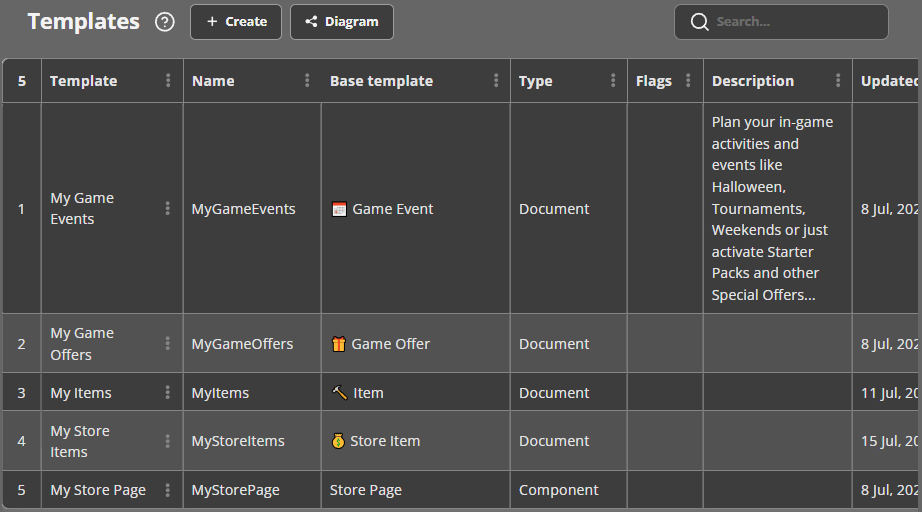 Templates ? + Create Diagram Search...
5 Template Name Base template Type Flags Description Updated
1 My Game Events MyGameEvents Game Event Document Plan your in-game activities and events like Halloween, Tournaments, Weekends or just activate Starter Packs and other Special Offers... 8 Jul, 202
2 My Game Offers MyGameOffers Game Offer Document 8 Jul, 202
3 My Items MyItems Item Document 11 Jul, 20
4 My Store Items MyStoreItems Store Item Document 15 Jul, 20
5 My Store Page MyStorePage Store Page Component 8 Jul, 202